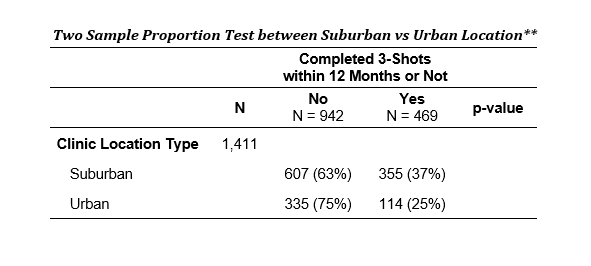 Two Sample Proportion Test between Suburban vs Urban Location**
Completed 3-Shots
within 12 Months or Not
N No Yes p-value
N = 942 N = 469
Clinic Location Type 1,411
Suburban 607 (63%) 355 (37%)
Urban 335 (75%) 114 (25%)